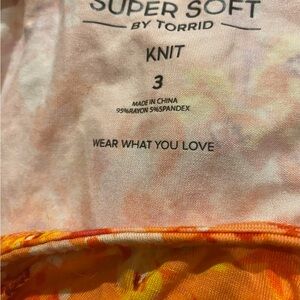 SUPER SOFT
BY TORRID
KNIT
3
MADE IN CHINA
95%RAYON 5%SPANDEX
WEAR WHAT YOU LOVE